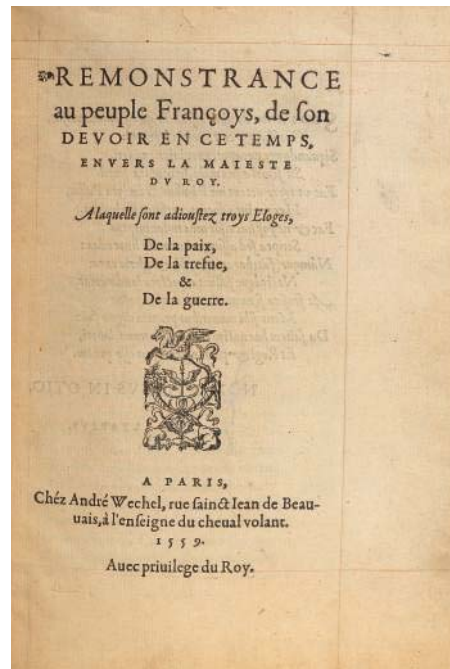 ❧REMONSTRANCE
au peuple Françoys, de ſon
DEVOIR EN CE TEMPS,
ENVERS LA MAIESTE
DV ROY.
A laquelle ſont adiouſtez troys Eloges,
De la paix,
De la trefue,
&
De la guerre.
A PARIS,
Chéz André Wechel, rue ſainct Iean de Beau-
uais, à l'enſeigne du cheual volant.
1559.
Auec priuilege du Roy.